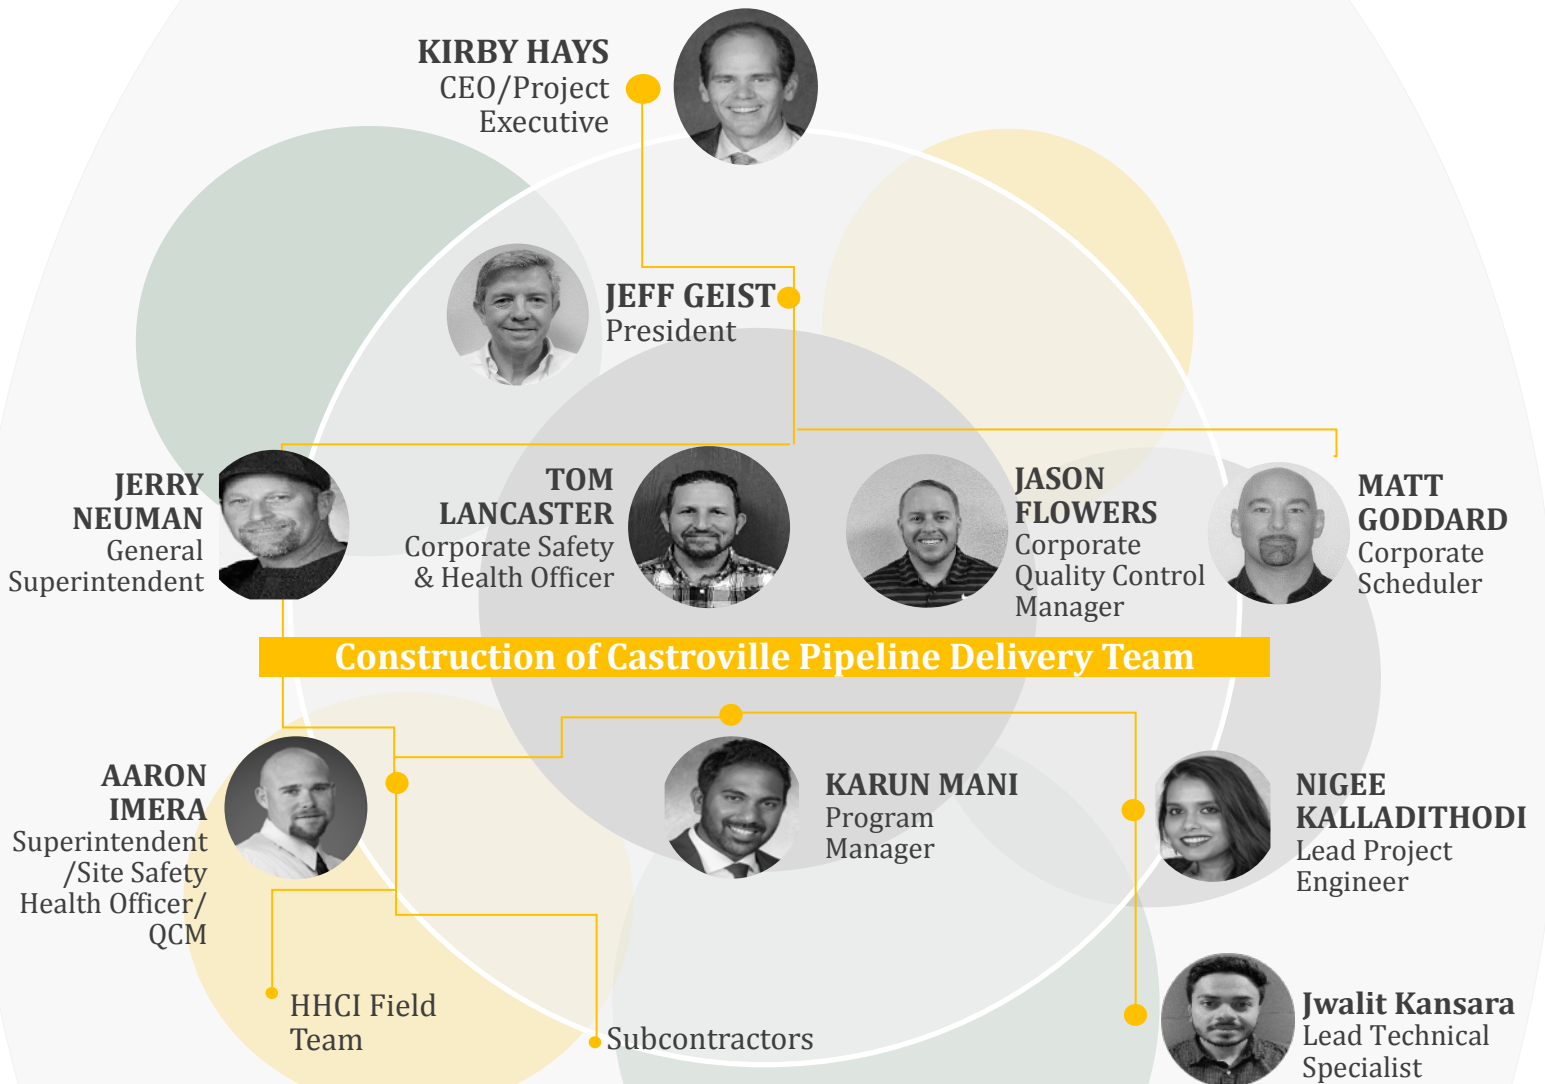 KIRBY HAYS
CEO/Project
Executive
JEFF GEIST
President
JERRY
NEUMAN
General
Superintendent
TOM
LANCASTER
Corporate Safety
& Health Officer
JASON
FLOWERS
Corporate
Quality Control
Manager
MATT
GODDARD
Corporate
Scheduler
Construction of Castroville Pipeline Delivery Team
AARON
IMERA
Superintendent
/Site Safety
Health Officer/
QCM
KARUN MANI
Program
Manager
NIGEE
KALLADITHODI
Lead Project
Engineer
HHCI Field
Team
Subcontractors
Jwalit Kansara
Lead Technical
Specialist